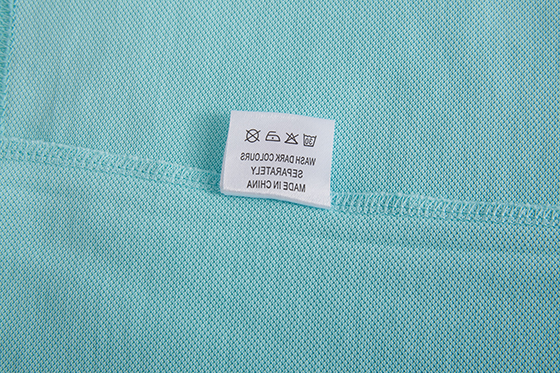 WASH DARK COLOURS
SEPARATELY
MADE IN CHINA